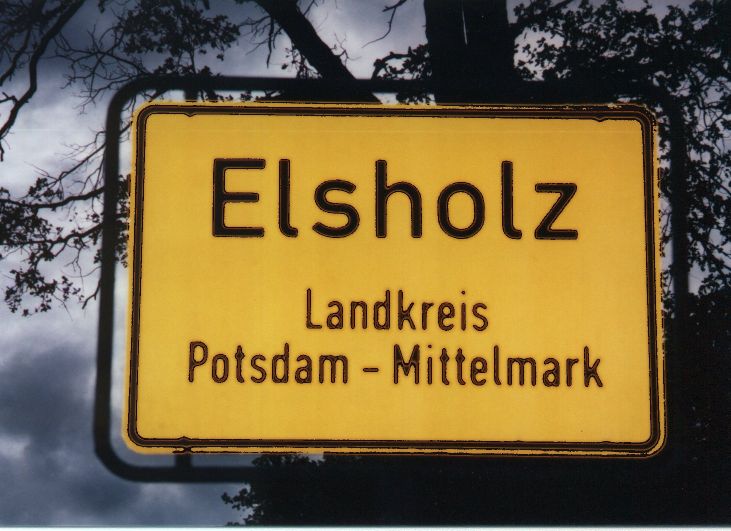 Elsholz
Landkreis
Potsdam - Mittelmark